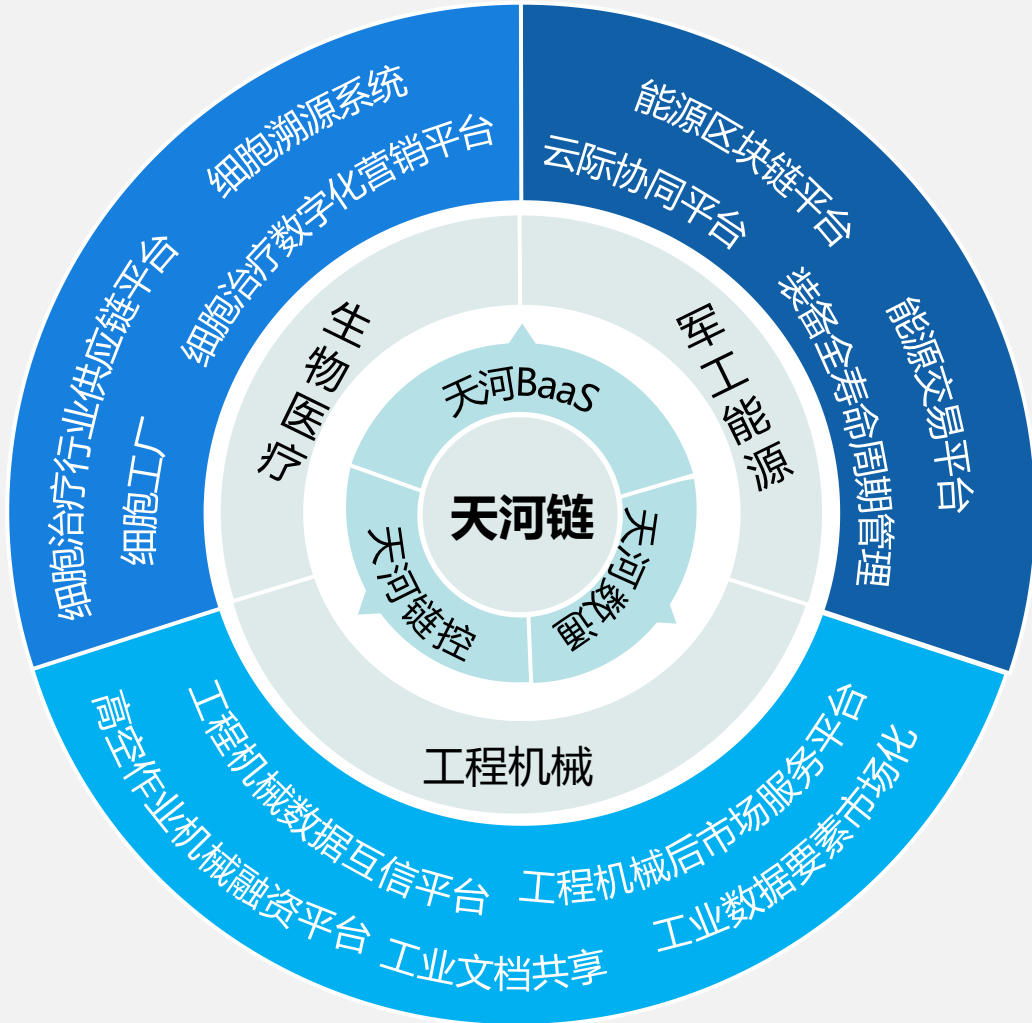 天河链
天河BaaS
天河数通
天河链控
生物医疗
军工能源
工程机械
细胞溯源系统
细胞治疗数字化营销平台
细胞治疗行业供应链平台
细胞工厂
能源区块链平台
云际协同平台
装备全寿命周期管理
能源交易平台
工程机械数据互信平台
高空作业机械融资平台
工业文档共享
工程机械后市场服务平台
工业数据要素市场化